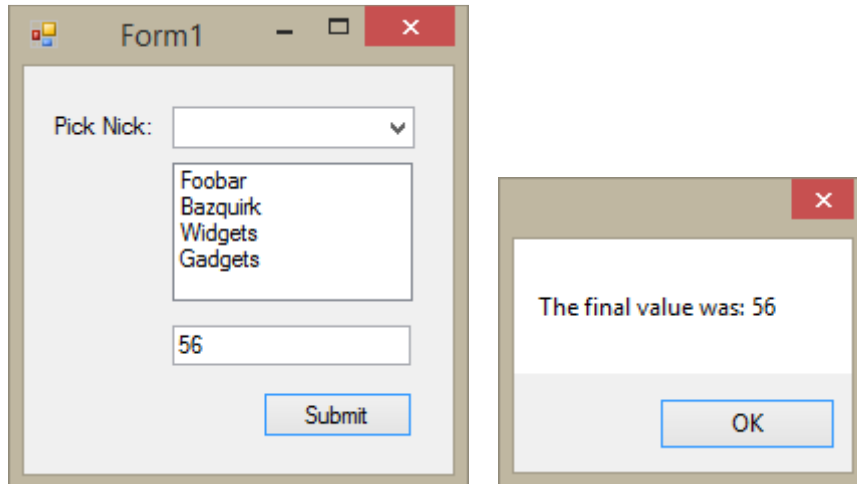 Form1
Pick Nick:
Foobar
Bazquirk
Widgets
Gadgets
56
Submit
The final value was: 56
OK